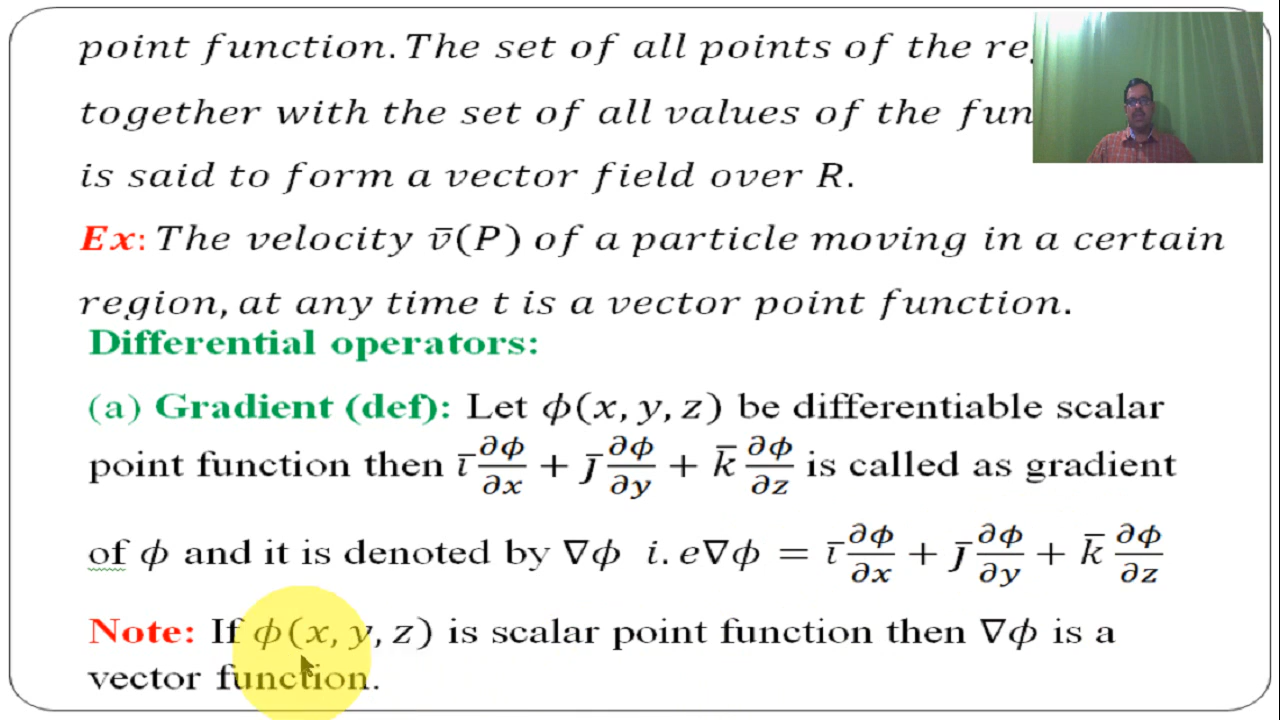 point function. The set of all points of the
together with the set of all values of the
is said to form a vector field over R.
Ex: The velocity v̄(P) of a particle moving in a certain
region, at any time t is a vector point function.
Differential operators:
(a) Gradient (def): Let ϕ(x, y, z) be differentiable scalar
point function then ī ∂ϕ/∂x + j̄ ∂ϕ/∂y + k̄ ∂ϕ/∂z is called as gradient
of ϕ and it is denoted by ∇ϕ i. e∇ϕ = ī ∂ϕ/∂x + j̄ ∂ϕ/∂y + k̄ ∂ϕ/∂z
Note: If ϕ(x, y, z) is scalar point function then ∇ϕ is a
vector function.